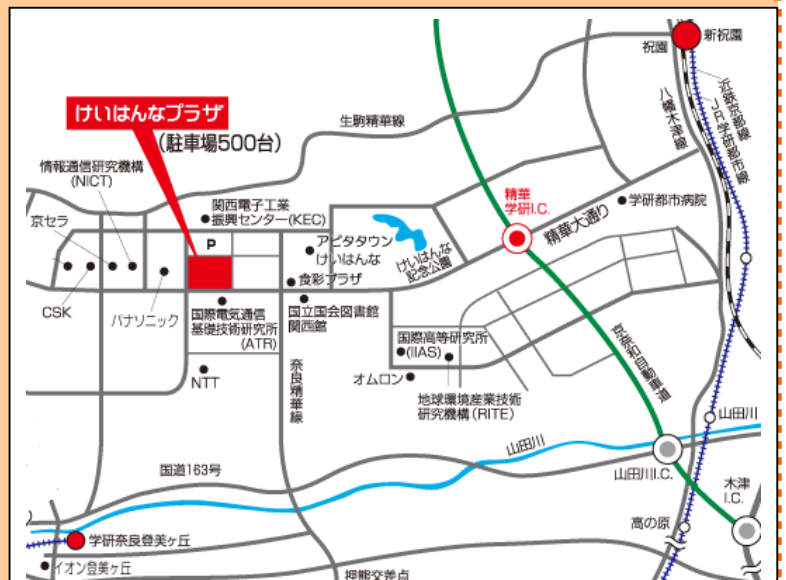 新祝園
祝園
近鉄京都線
JR学研都市線
八幡木津線
けいはんなプラザ
(駐車場500台)
生駒精華線
情報通信研究機構
(NICT)
関西電子工業
振興センター(KEC)
精華
学研I.C.
学研都市病院
精華大通り
京セラ
P
アピタタウン
けいはんな
けいはんな
記念公園
食彩プラザ
CSK
パナソニック
国際電気通信
基礎技術研究所
(ATR)
国立国会図書館
関西館
国際高等研究所
(IIAS)
京奈和自動車道
NTT
奈良精華線
オムロン
地球環境産業技術
研究機構(RITE)
山田川
山田川
国道163号
山田川I.C.
木津
I.C.
高の原
学研奈良登美ヶ丘
イオン登美ヶ丘
押熊交差点